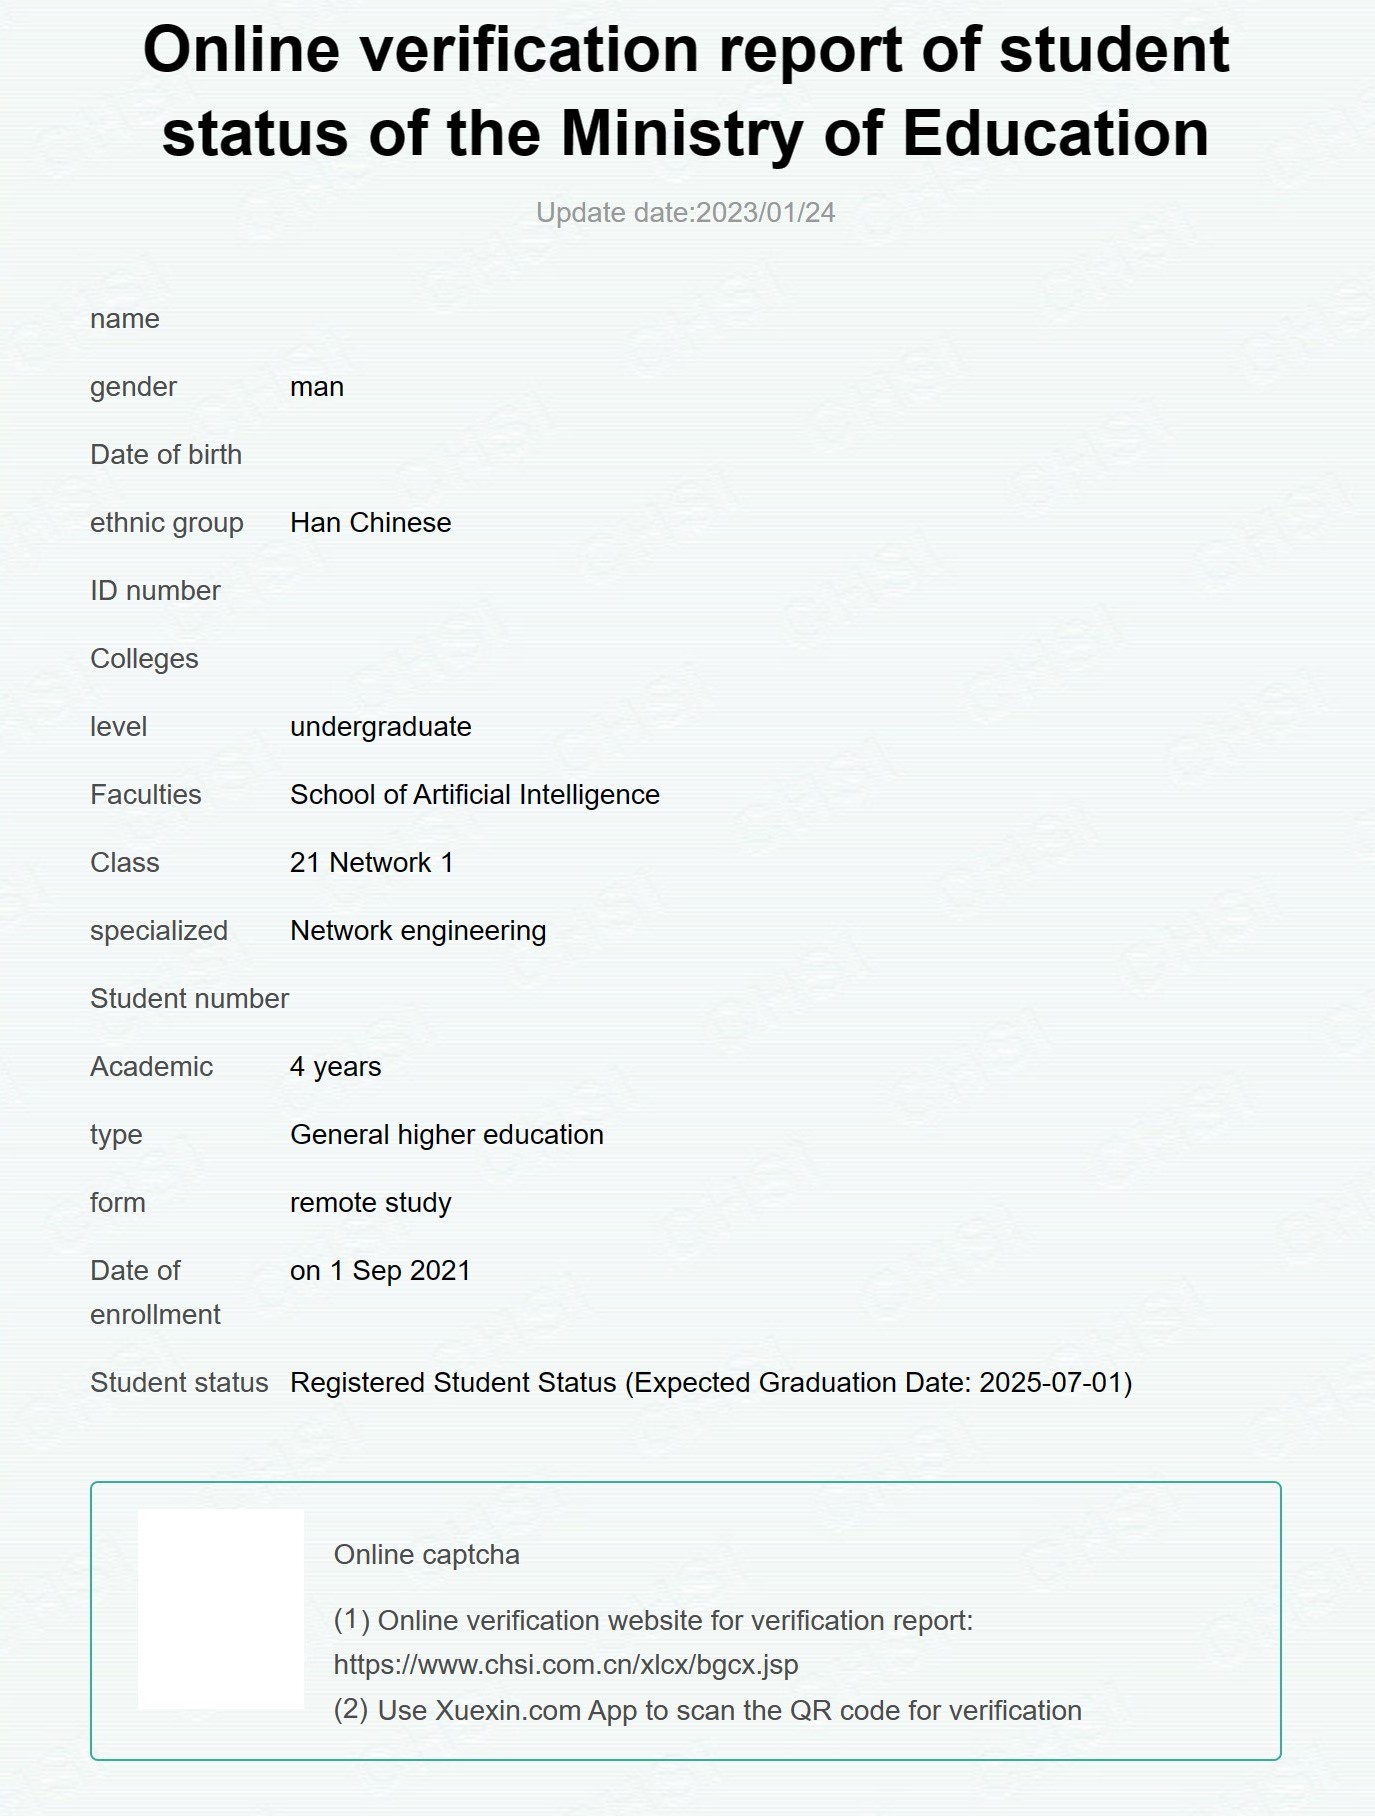 Online verification report of student
status of the Ministry of Education
Update date:2023/01/24
name
gender man
Date of birth
ethnic group Han Chinese
ID number
Colleges
level undergraduate
Faculties School of Artificial Intelligence
Class 21 Network 1
specialized Network engineering
Student number
Academic 4 years
type General higher education
form remote study
Date of enrollment on 1 Sep 2021
Student status Registered Student Status (Expected Graduation Date: 2025-07-01)
Online captcha
(1) Online verification website for verification report:
https://www.chsi.com.cn/xlcx/bgcx.jsp
(2) Use Xuexin.com App to scan the QR code for verification